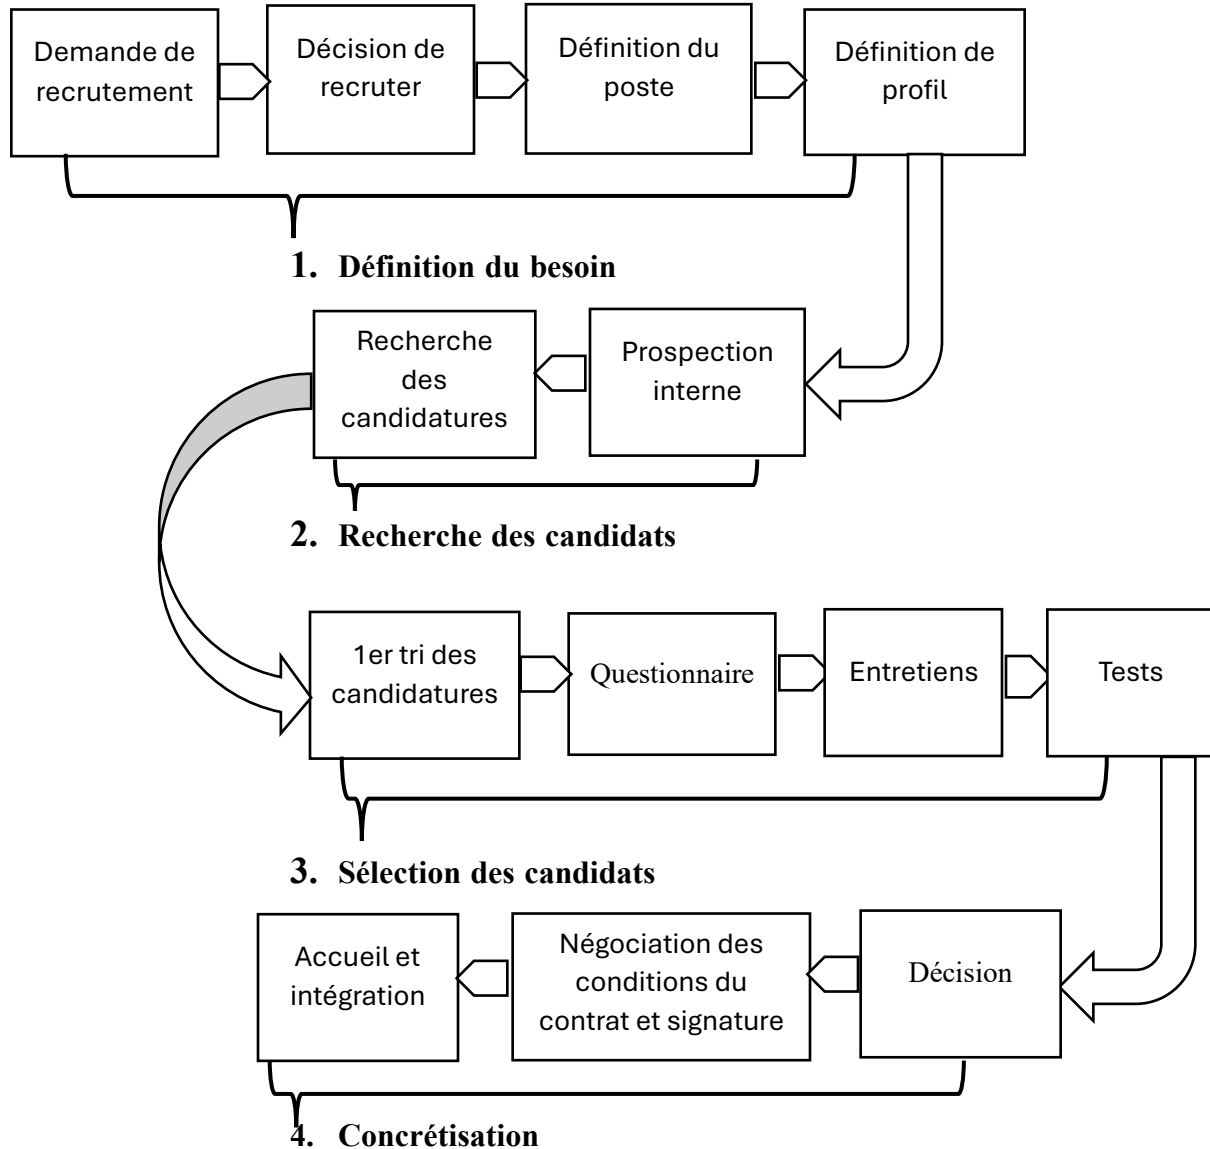 Demande de
recrutement
Décision de
recruter
Définition du
poste
Définition de
profil
1. Définition du besoin
Prospection
interne
Recherche
des
candidatures
2. Recherche des candidats
1er tri des
candidatures
Questionnaire
Entretiens
Tests
3. Sélection des candidats
Décision
Négociation des
conditions du
contrat et signature
Accueil et
intégration
4. Concrétisation